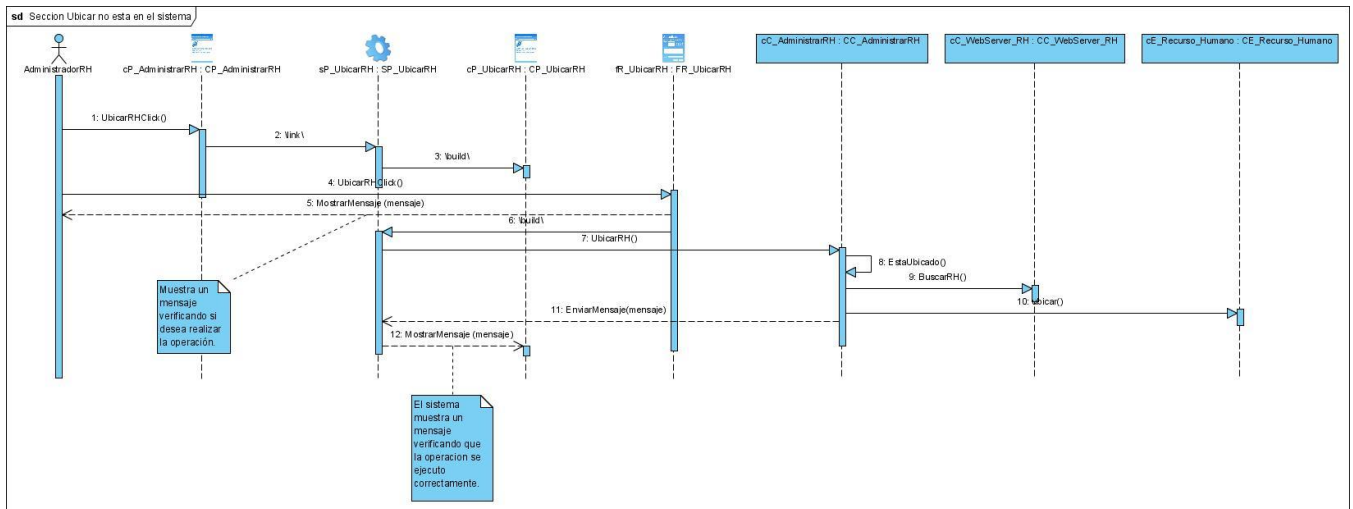 sd Seccion Ubicar no esta en el sistema
AdministradorRH
cP_AdministrarRH : CP_AdministrarRH
sP_UbicarRH : SP_UbicarRH
cP_UbicarRH : CP_UbicarRH
fR_UbicarRH : FR_UbicarRH
cC_AdministrarRH : CC_AdministrarRH
cC_WebServer_RH : CC_WebServer_RH
cE_Recurso_Humano : CE_Recurso_Humano
1: UbicarRHClick()
2: \link\
3: \build\
4: UbicarRHClick()
5: MostrarMensaje (mensaje)
6: \build\
7: UbicarRH()
8: EstaUbicado()
9: BuscarRH()
10: ubicar()
11: EnviarMensaje(mensaje)
12: MostrarMensaje (mensaje)
Muestra un
mensaje
verificando si
desea realizar
la operación.
El sistema
muestra un
mensaje
verificando que
la operacion se
ejecuto
correctamente.